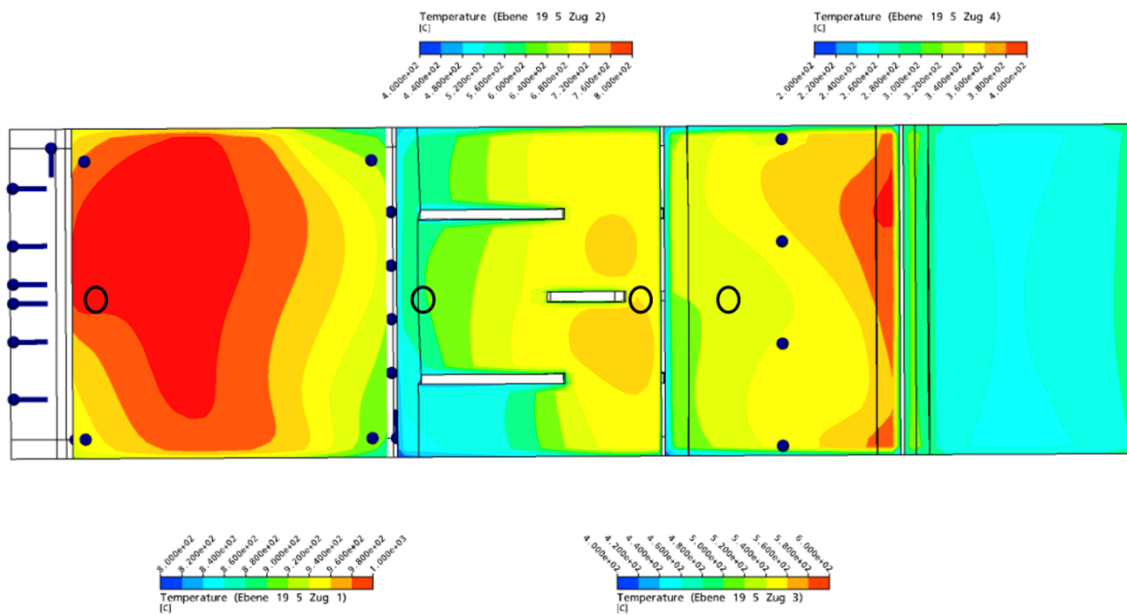 Temperature (Ebene 19 5 Zug 2)
[C]
4.000e+02
4.400e+02
4.800e+02
5.200e+02
5.600e+02
6.000e+02
6.400e+02
6.800e+02
7.200e+02
7.600e+02
8.000e+02
Temperature (Ebene 19 5 Zug 4)
[C]
2.000e+02
2.200e+02
2.400e+02
2.600e+02
2.800e+02
3.000e+02
3.200e+02
3.400e+02
3.600e+02
3.800e+02
4.000e+02
8.000e+02
8.200e+02
8.400e+02
8.600e+02
8.800e+02
9.000e+02
9.200e+02
9.400e+02
9.600e+02
9.800e+02
1.000e+03
Temperature (Ebene 19 5 Zug 1)
[C]
4.000e+02
4.200e+02
4.400e+02
4.600e+02
4.800e+02
5.000e+02
5.200e+02
5.400e+02
5.600e+02
5.800e+02
6.000e+02
Temperature (Ebene 19 5 Zug 3)
[C]